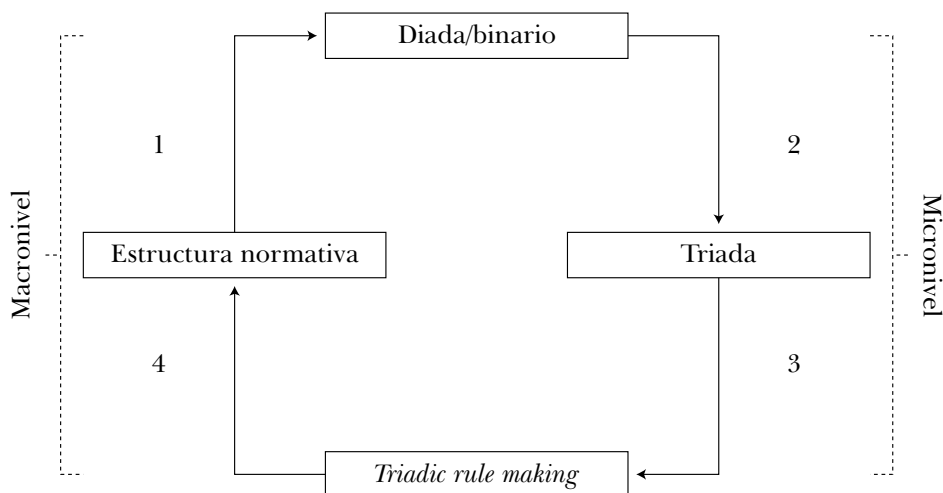 Diada/binario
1
2
Macronivel
Estructura normativa
Triada
Micronivel
4
3
Triadic rule making